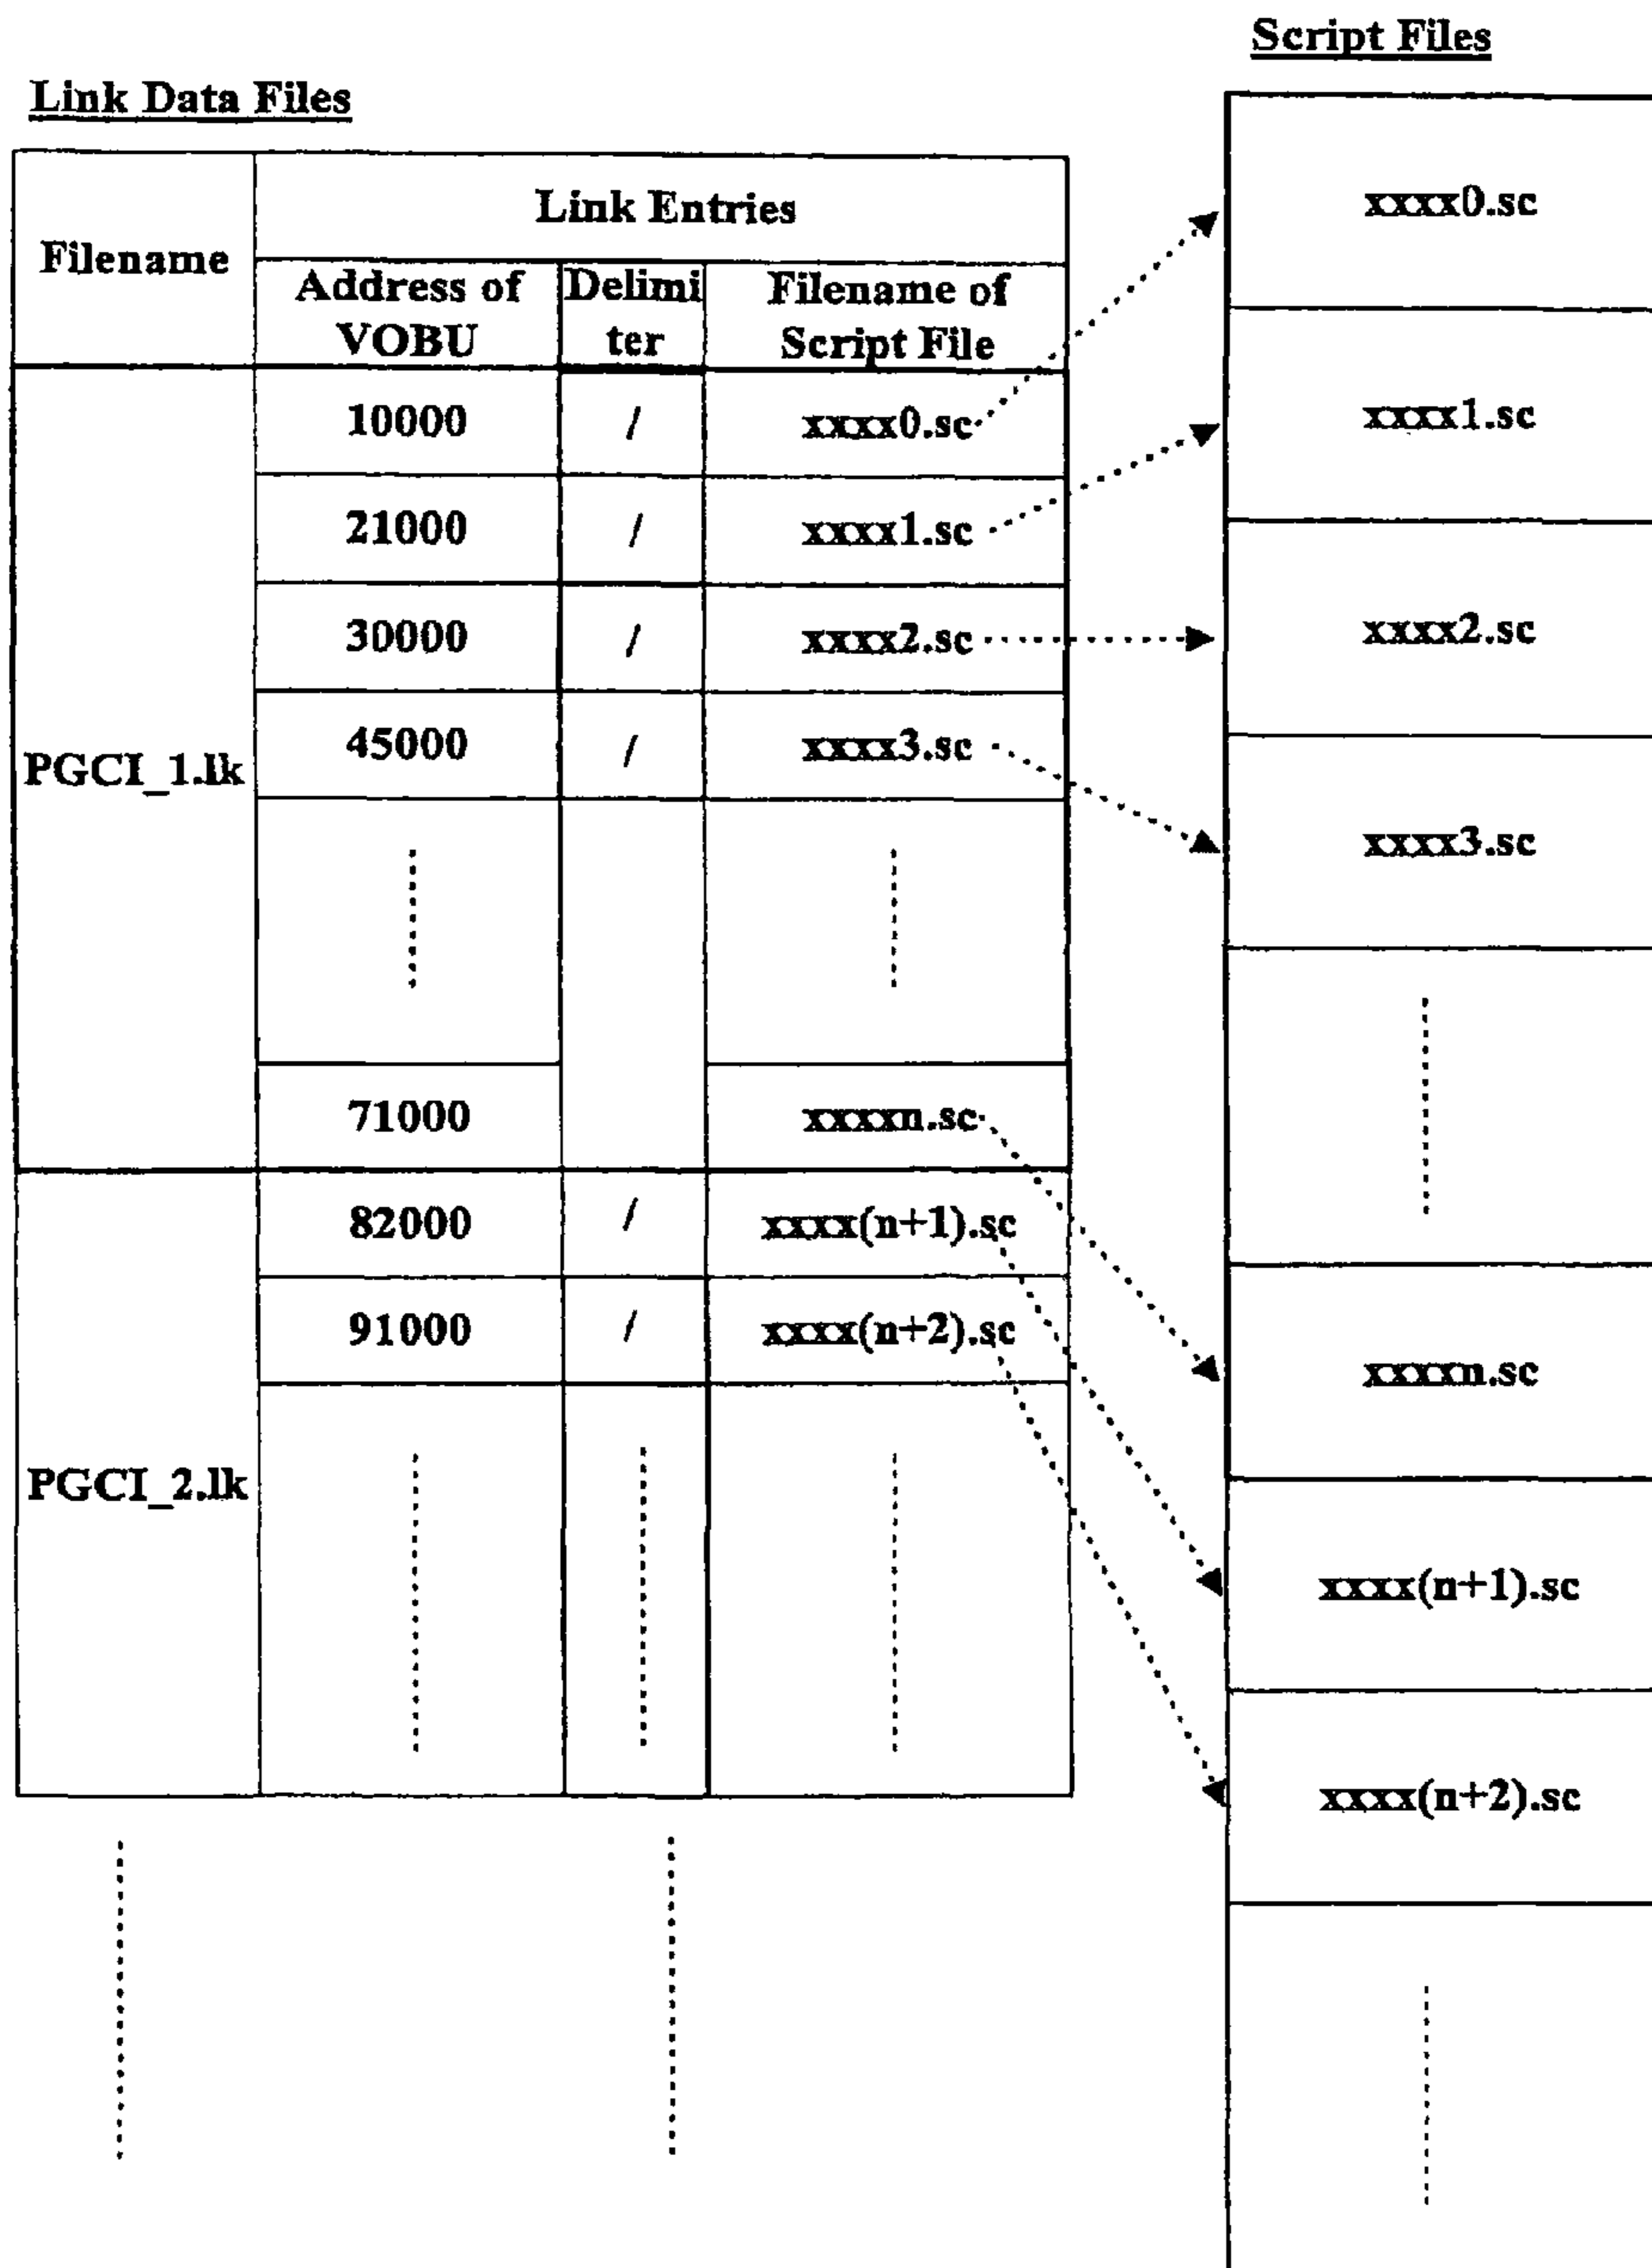 Script Files
Link Data Files
Filename
Link Entries
Address of
VOBU
Delimi
ter
Filename of
Script File
PGCI_1.lk
10000 / xxxx0.sc
21000 / xxxx1.sc
30000 / xxxx2.sc
45000 / xxxx3.sc
71000 xxxxn.sc
PGCI_2.lk
82000 / xxxx(n+1).sc
91000 / xxxx(n+2).sc
xxxx0.sc
xxxx1.sc
xxxx2.sc
xxxx3.sc
xxxxn.sc
xxxx(n+1).sc
xxxx(n+2).sc